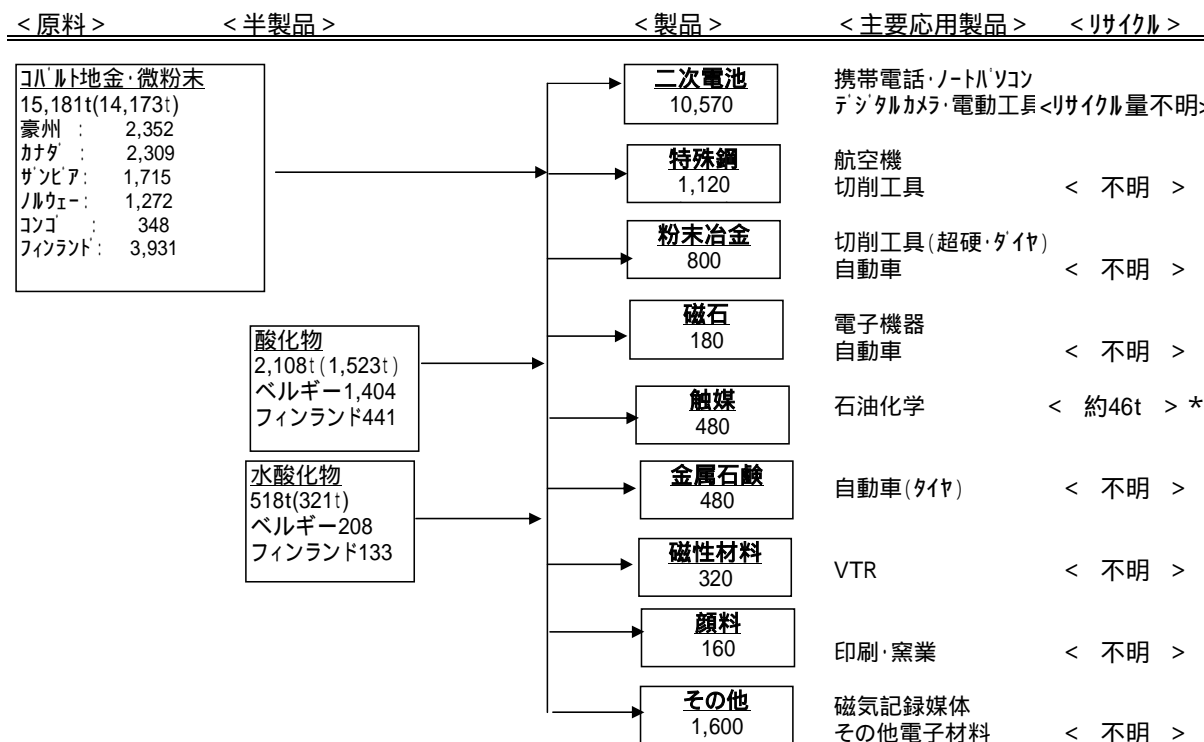 <原料> <半製品> <製品> <主要応用製品> <ﾘｻｲｸﾙ>
ｺﾊﾞﾙﾄ地金･微粉末
15,181t(14,173t)
豪州 : 2,352
ｶﾅﾀﾞ : 2,309
ｻﾞﾝﾋﾞｱ: 1,715
ﾉﾙｳｪｰ: 1,272
ｺﾝｺﾞ : 348
ﾌｨﾝﾗﾝﾄﾞ: 3,931
酸化物
2,108t(1,523t)
ベルギー1,404
フィンランド441
水酸化物
518t(321t)
ベルギー208
フィンランド133
二次電池
10,570
携帯電話･ﾉｰﾄﾊﾟｿｺﾝ
ﾃﾞｼﾞﾀﾙｶﾒﾗ･電動工具<ﾘｻｲｸﾙ量不明>
特殊鋼
1,120
航空機
切削工具 < 不明 >
粉末冶金
800
切削工具(超硬･ﾀﾞｲﾔ)
自動車 < 不明 >
磁石
180
電子機器
自動車 < 不明 >
触媒
480
石油化学 < 約46t > *
金属石鹸
480
自動車(ﾀｲﾔ) < 不明 >
磁性材料
320
VTR < 不明 >
顔料
160
印刷･窯業 < 不明 >
その他
1,600
磁気記録媒体
その他電子材料 < 不明 >